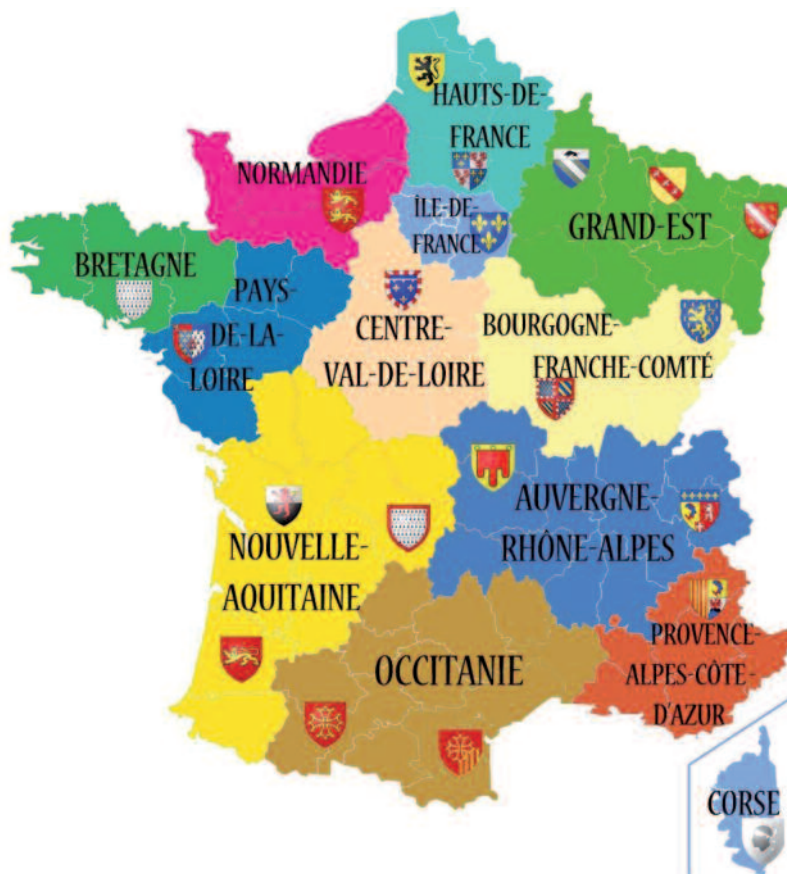 HAUTS-DE-
FRANCE
NORMANDIE
ÎLE-DE-
FRANCE
GRAND-EST
BRETAGNE
PAYS-
DE-LA-
LOIRE
CENTRE-
VAL-DE-LOIRE
BOURGOGNE-
FRANCHE-COMTÉ
NOUVELLE-
AQUITAINE
AUVERGNE-
RHÔNE-ALPES
OCCITANIE
PROVENCE-
ALPES-CÔTE-
D'AZUR
CORSE